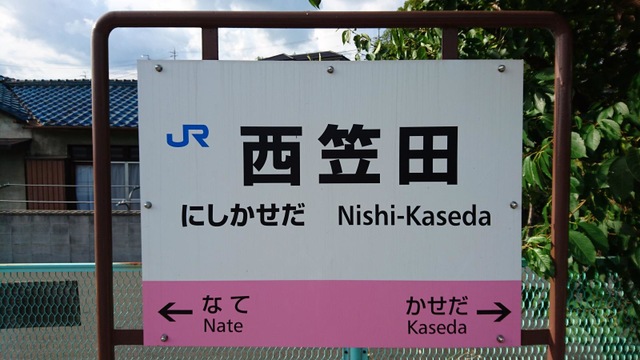 JR 西笠田
にしかせだ Nishi-Kaseda
← なて かせだ →
Nate Kaseda